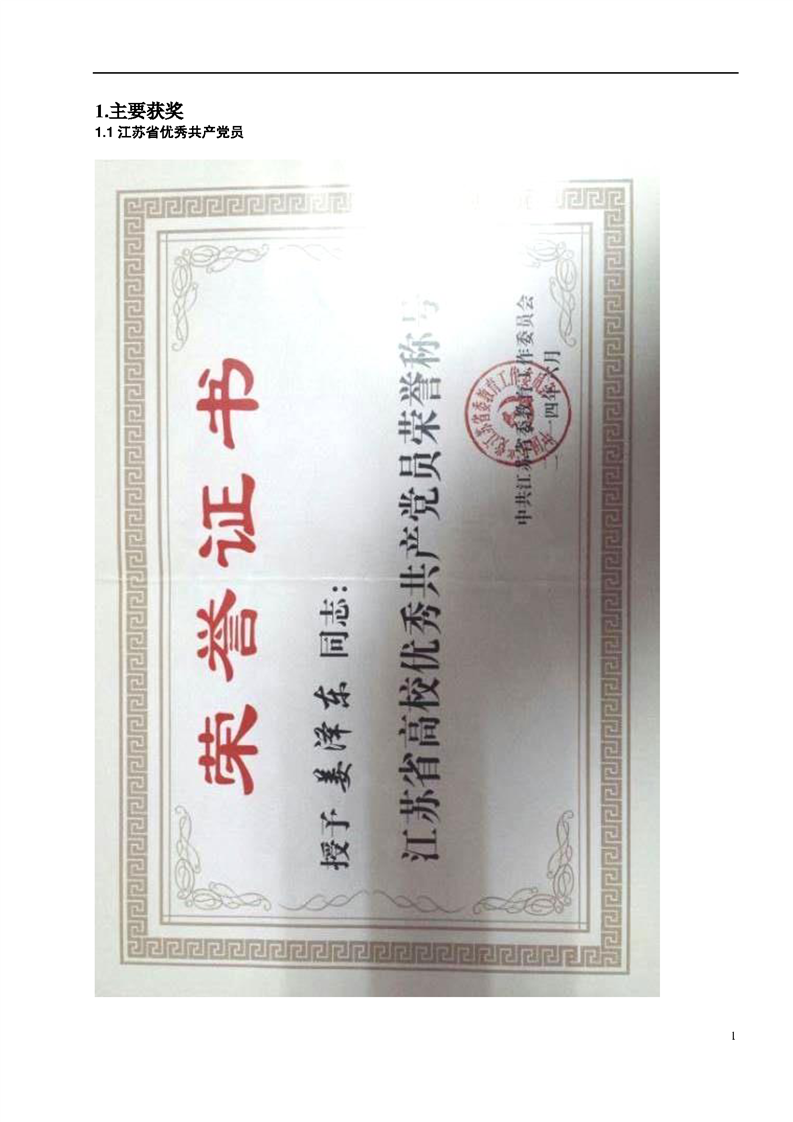 1.主要获奖
1.1 江苏省优秀共产党员
荣誉证书
授予 姜泽东 同志：
江苏省高校优秀共产党员荣誉称号
中共江苏省委教育工作委员会
二〇一四年六月
1